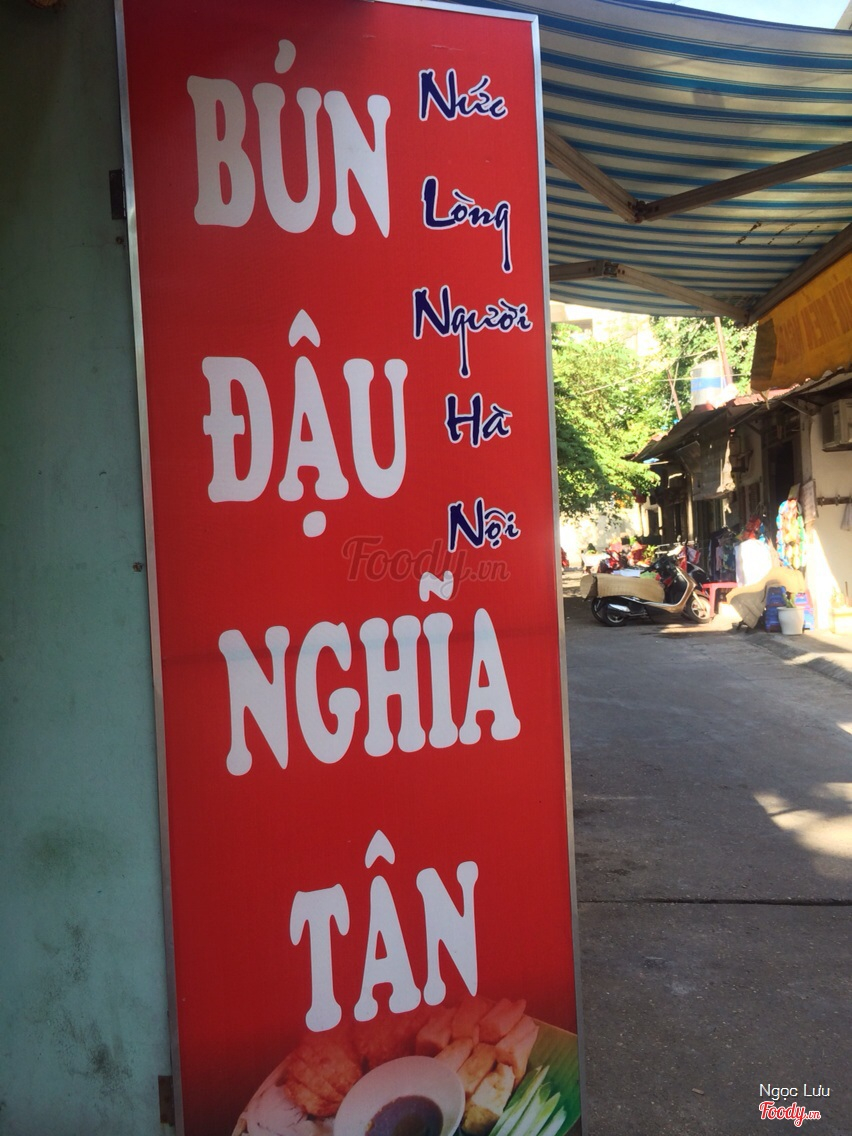 BÚN
ĐẬU
NGHĨA
TÂN
Nức
Lòng
Người
Hà
Nội
Foody.vn
Ngọc Lưu
Foody.vn